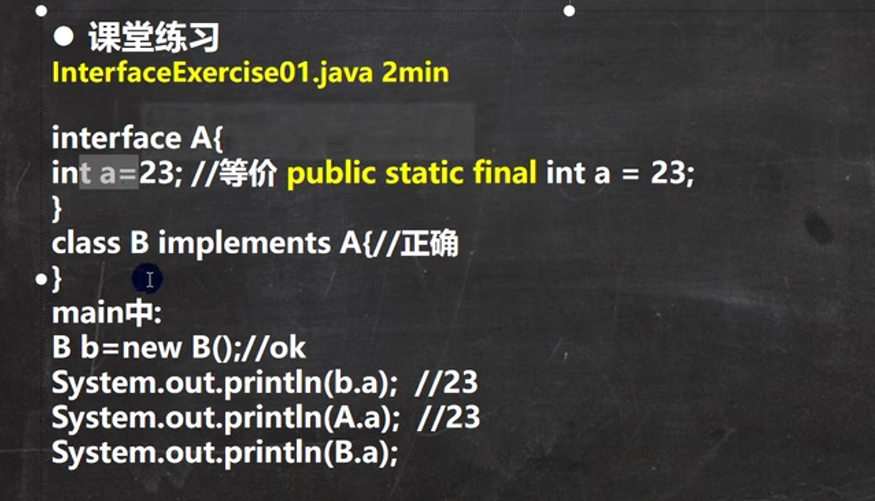 ● 课堂练习
InterfaceExercise01.java 2min
interface A{
int a=23; //等价 public static final int a = 23;
}
class B implements A{//正确
}
main中:
B b=new B();//ok
System.out.println(b.a); //23
System.out.println(A.a); //23
System.out.println(B.a);